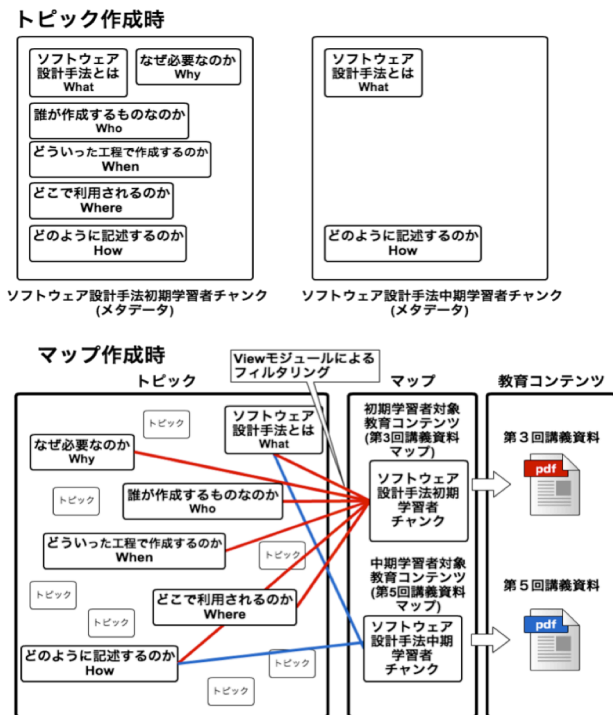 トピック作成時
ソフトウェア
設計手法とは
What
なぜ必要なのか
Why
誰が作成するものなのか
Who
どういった工程で作成するのか
When
どこで利用されるのか
Where
どのように記述するのか
How
ソフトウェア設計手法初期学習者チャンク
(メタデータ)
ソフトウェア
設計手法とは
What
どのように記述するのか
How
ソフトウェア設計手法中期学習者チャンク
(メタデータ)
マップ作成時
Viewモジュールによる
フィルタリング
トピック
マップ
教育コンテンツ
トピック
ソフトウェア
設計手法とは
What
なぜ必要なのか
Why
トピック
誰が作成するものなのか
Who
どういった工程で作成するのか
When
トピック
トピック
どこで利用されるのか
Where
トピック
どのように記述するのか
How
トピック
トピック
初期学習者対象
教育コンテンツ
(第3回講義資料
マップ)
ソフトウェア
設計手法初期
学習者
チャンク
中期学習者対象
教育コンテンツ
(第5回講義資料
マップ)
ソフトウェア
設計手法中期
学習者
チャンク
第３回講義資料
pdf
第５回講義資料
pdf